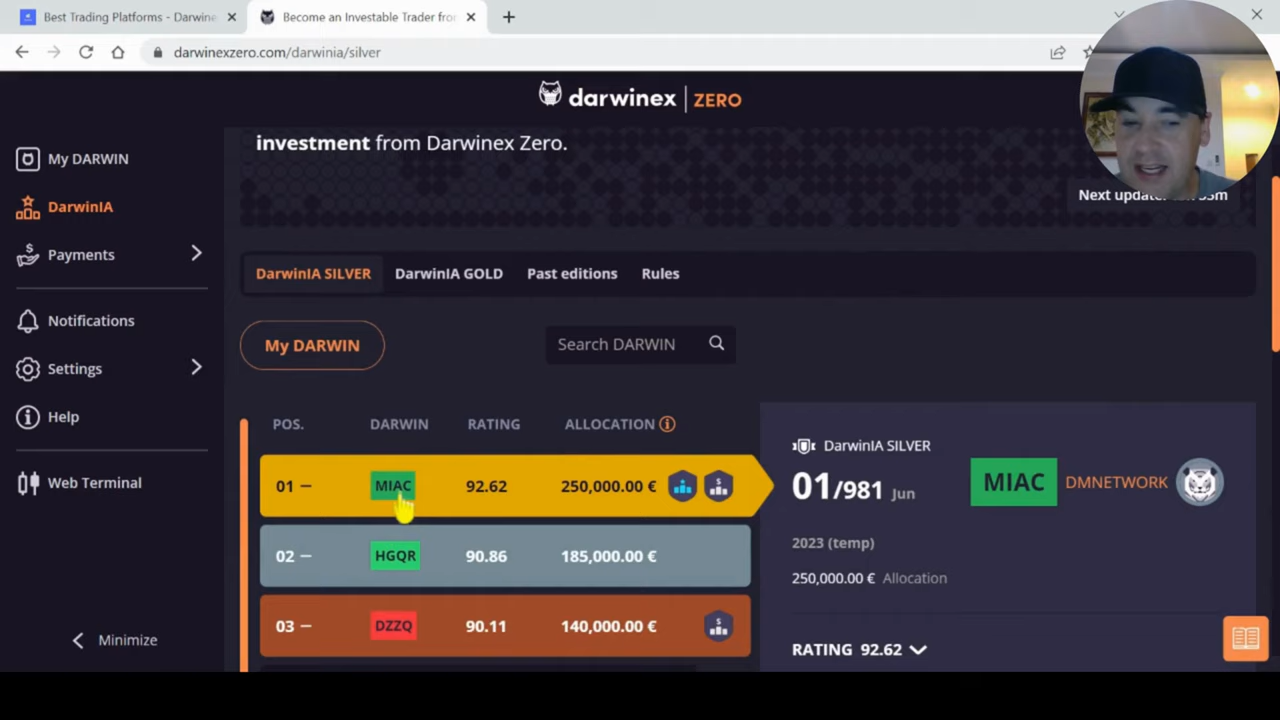 Best Trading Platforms - Darwine
Become an Investable Trader fro
darwinexzero.com/darwinia/silver
darwinex ZERO
investment from Darwinex Zero.
My DARWIN
DarwinIA
Payments
Notifications
Settings
Help
Web Terminal
Minimize
DarwinIA SILVER DarwinIA GOLD Past editions Rules
My DARWIN
Search DARWIN
POS. DARWIN RATING ALLOCATION
01 – MIAC 92.62 250,000.00 €
02 – HGQR 90.86 185,000.00 €
03 – DZZQ 90.11 140,000.00 €
DarwinIA SILVER
01/981 Jun
MIAC DMNETWORK
2023 (temp)
250,000.00 € Allocation
RATING 92.62
Next update: